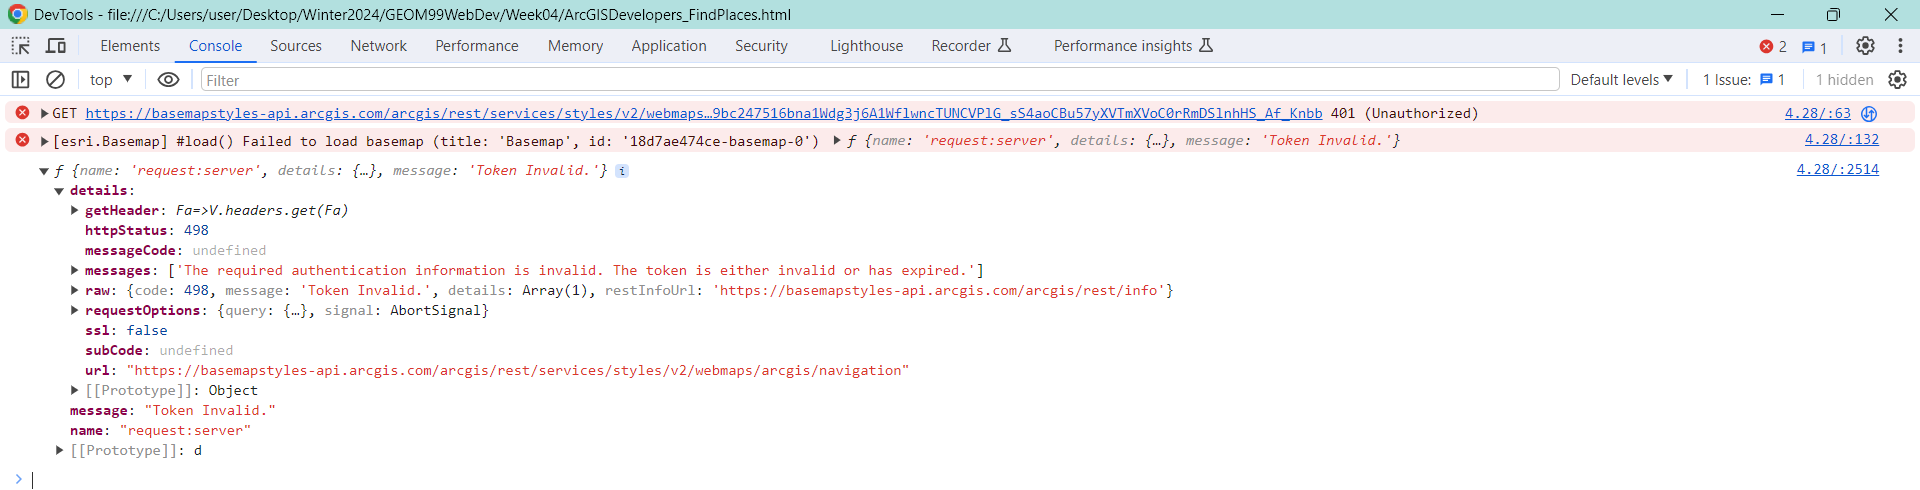 DevTools - file:///C:/Users/user/Desktop/Winter2024/GEOM99WebDev/Week04/ArcGISDevelopers_FindPlaces.html
Elements Console Sources Network Performance Memory Application Security Lighthouse Recorder Performance insights 2 1
top Filter Default levels 1 Issue: 1 1 hidden
GET https://basemapstyles-api.arcgis.com/arcgis/rest/services/styles/v2/webmaps…9bc247516bna1Wdg3j6A1WflwncTUNCVPlG_sS4aoCBu57yXVTmXVoC0rRmDSlnhHS_Af_Knbb 401 (Unauthorized) 4.28/:63
[esri.Basemap] #load() Failed to load basemap (title: 'Basemap', id: '18d7ae474ce-basemap-0') ƒ {name: 'request:server', details: {…}, message: 'Token Invalid.'} 4.28/:132
ƒ {name: 'request:server', details: {…}, message: 'Token Invalid.'} i 4.28/:2514
details:
getHeader: Fa=>V.headers.get(Fa)
httpStatus: 498
messageCode: undefined
messages: ['The required authentication information is invalid. The token is either invalid or has expired.']
raw: {code: 498, message: 'Token Invalid.', details: Array(1), restInfoUrl: 'https://basemapstyles-api.arcgis.com/arcgis/rest/info'}
requestOptions: {query: {…}, signal: AbortSignal}
ssl: false
subCode: undefined
url: "https://basemapstyles-api.arcgis.com/arcgis/rest/services/styles/v2/webmaps/arcgis/navigation"
[[Prototype]]: Object
message: "Token Invalid."
name: "request:server"
[[Prototype]]: d